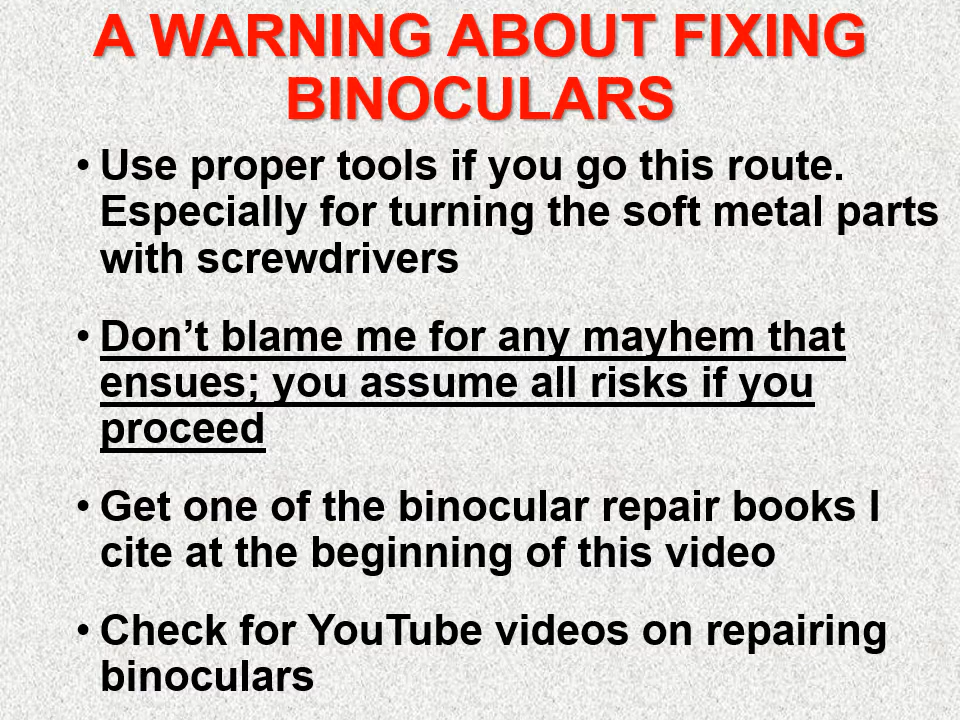 A WARNING ABOUT FIXING
BINOCULARS
• Use proper tools if you go this route.
Especially for turning the soft metal parts
with screwdrivers
• Don’t blame me for any mayhem that
ensues; you assume all risks if you
proceed
• Get one of the binocular repair books I
cite at the beginning of this video
• Check for YouTube videos on repairing
binoculars